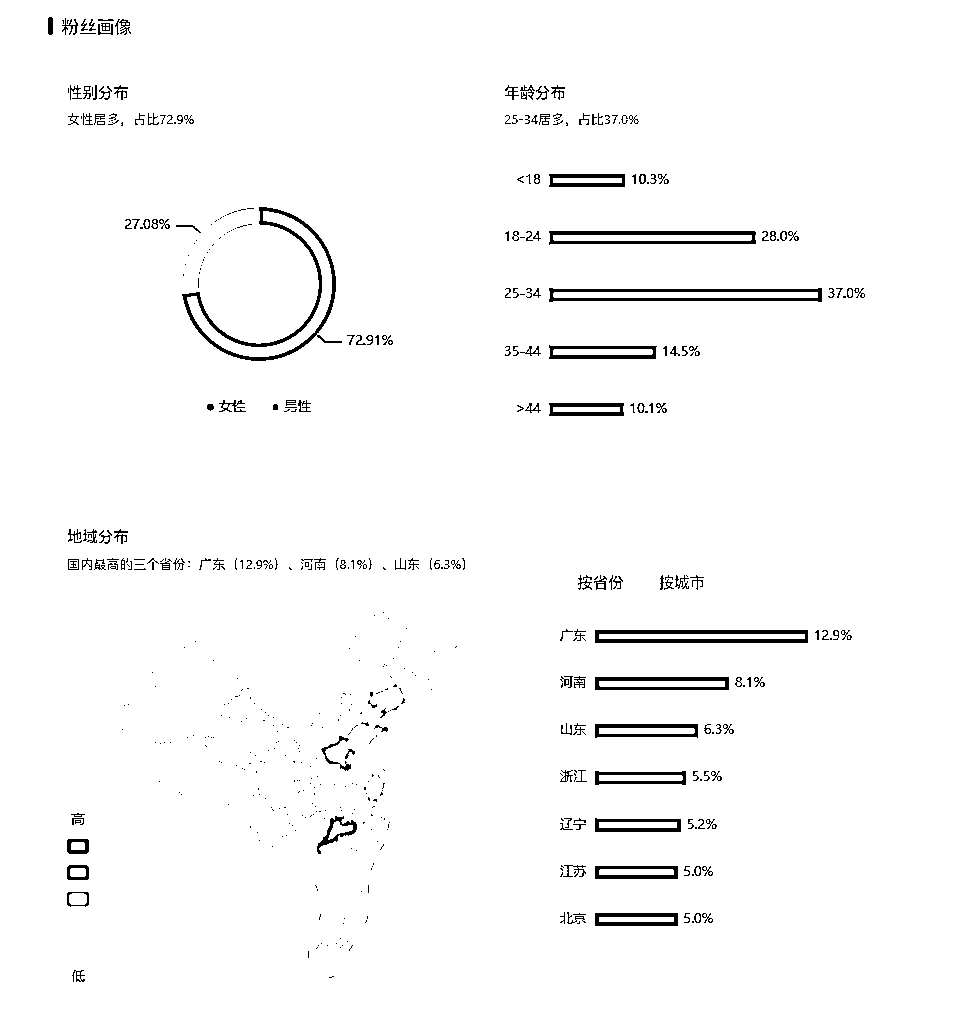 粉丝画像
性别分布
女性居多，占比72.9%
27.08%
72.91%
女性 男性
年龄分布
25-34居多，占比37.0%
<18 10.3%
18-24 28.0%
25-34 37.0%
35-44 14.5%
>44 10.1%
地域分布
国内最高的三个省份：广东（12.9%）、河南（8.1%）、山东（6.3%）
高
低
按省份 按城市
广东 12.9%
河南 8.1%
山东 6.3%
浙江 5.5%
辽宁 5.2%
江苏 5.0%
北京 5.0%